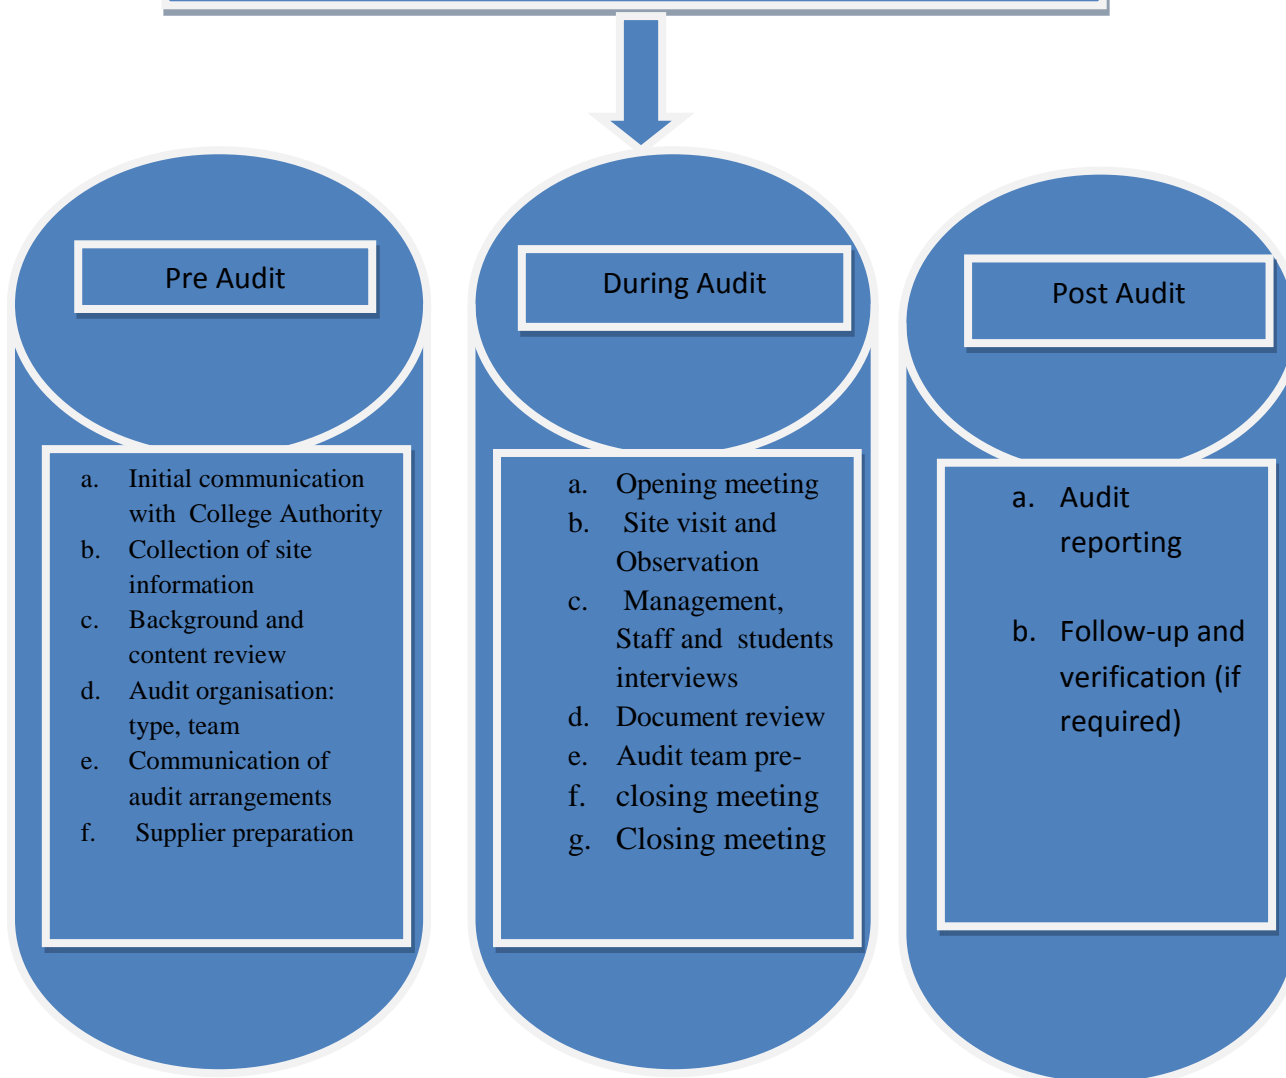 Pre Audit
a. Initial communication
with College Authority
b. Collection of site
information
c. Background and
content review
d. Audit organisation:
type, team
e. Communication of
audit arrangements
f. Supplier preparation
During Audit
a. Opening meeting
b. Site visit and
Observation
c. Management,
Staff and students
interviews
d. Document review
e. Audit team pre-
f. closing meeting
g. Closing meeting
Post Audit
a. Audit
reporting
b. Follow-up and
verification (if
required)